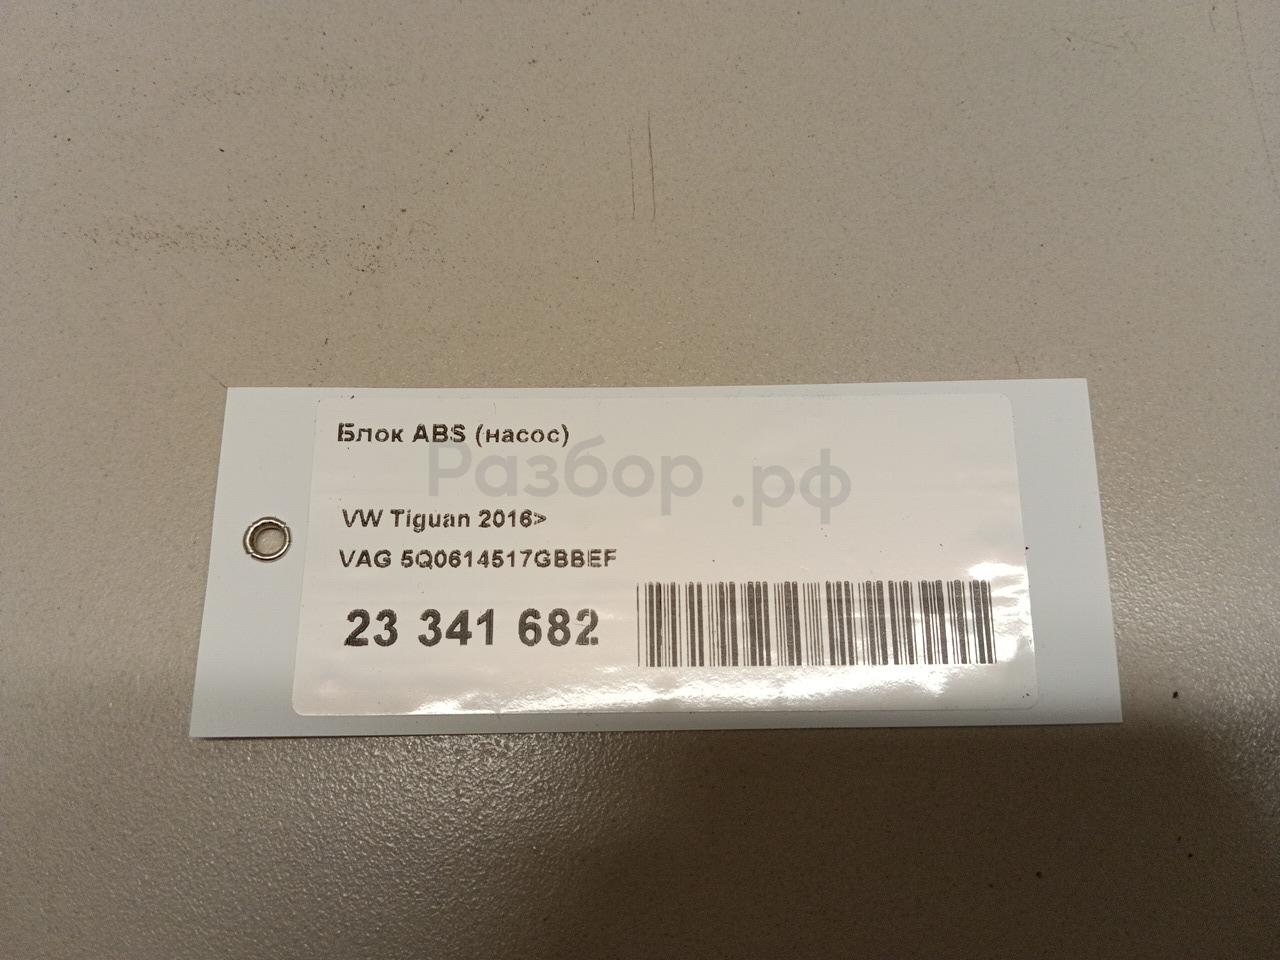 Блок ABS (насос)
Разбор.рф
VW Tiguan 2016>
VAG 5Q0614517GBBEF
23 341 682